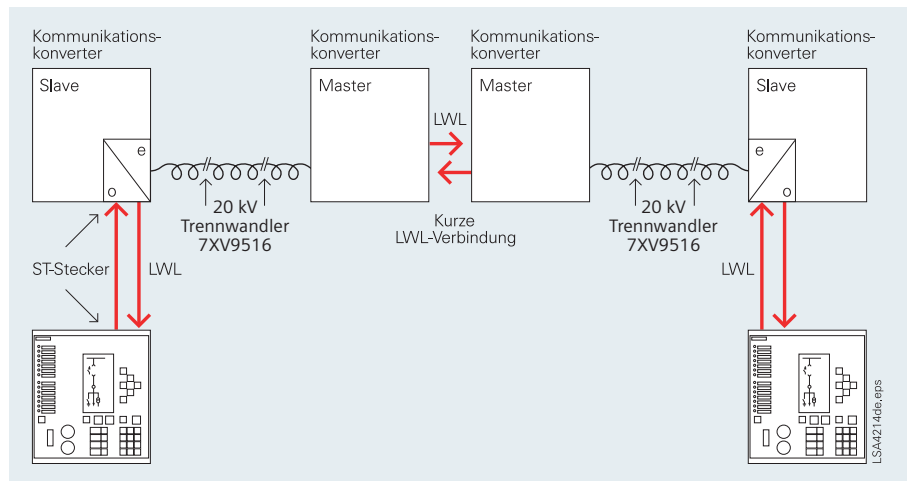 Kommunikations-
konverter
Kommunikations-
konverter
Kommunikations-
konverter
Kommunikations-
konverter
Slave
Master
Master
Slave
LWL
e
o
e
o
20 kV
Trennwandler
7XV9516
Kurze
LWL-Verbindung
20 kV
Trennwandler
7XV9516
ST-Stecker
LWL
LWL
LSA4214de.eps